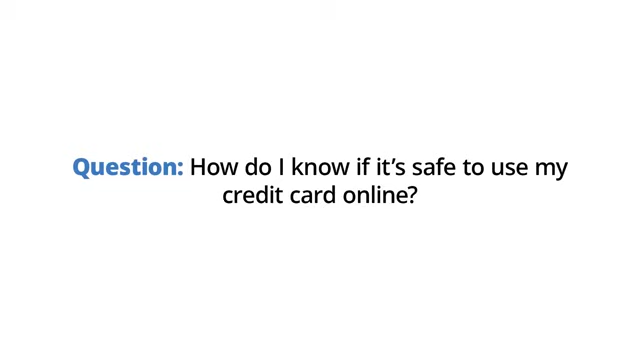 Question: How do I know if it’s safe to use my
credit card online?